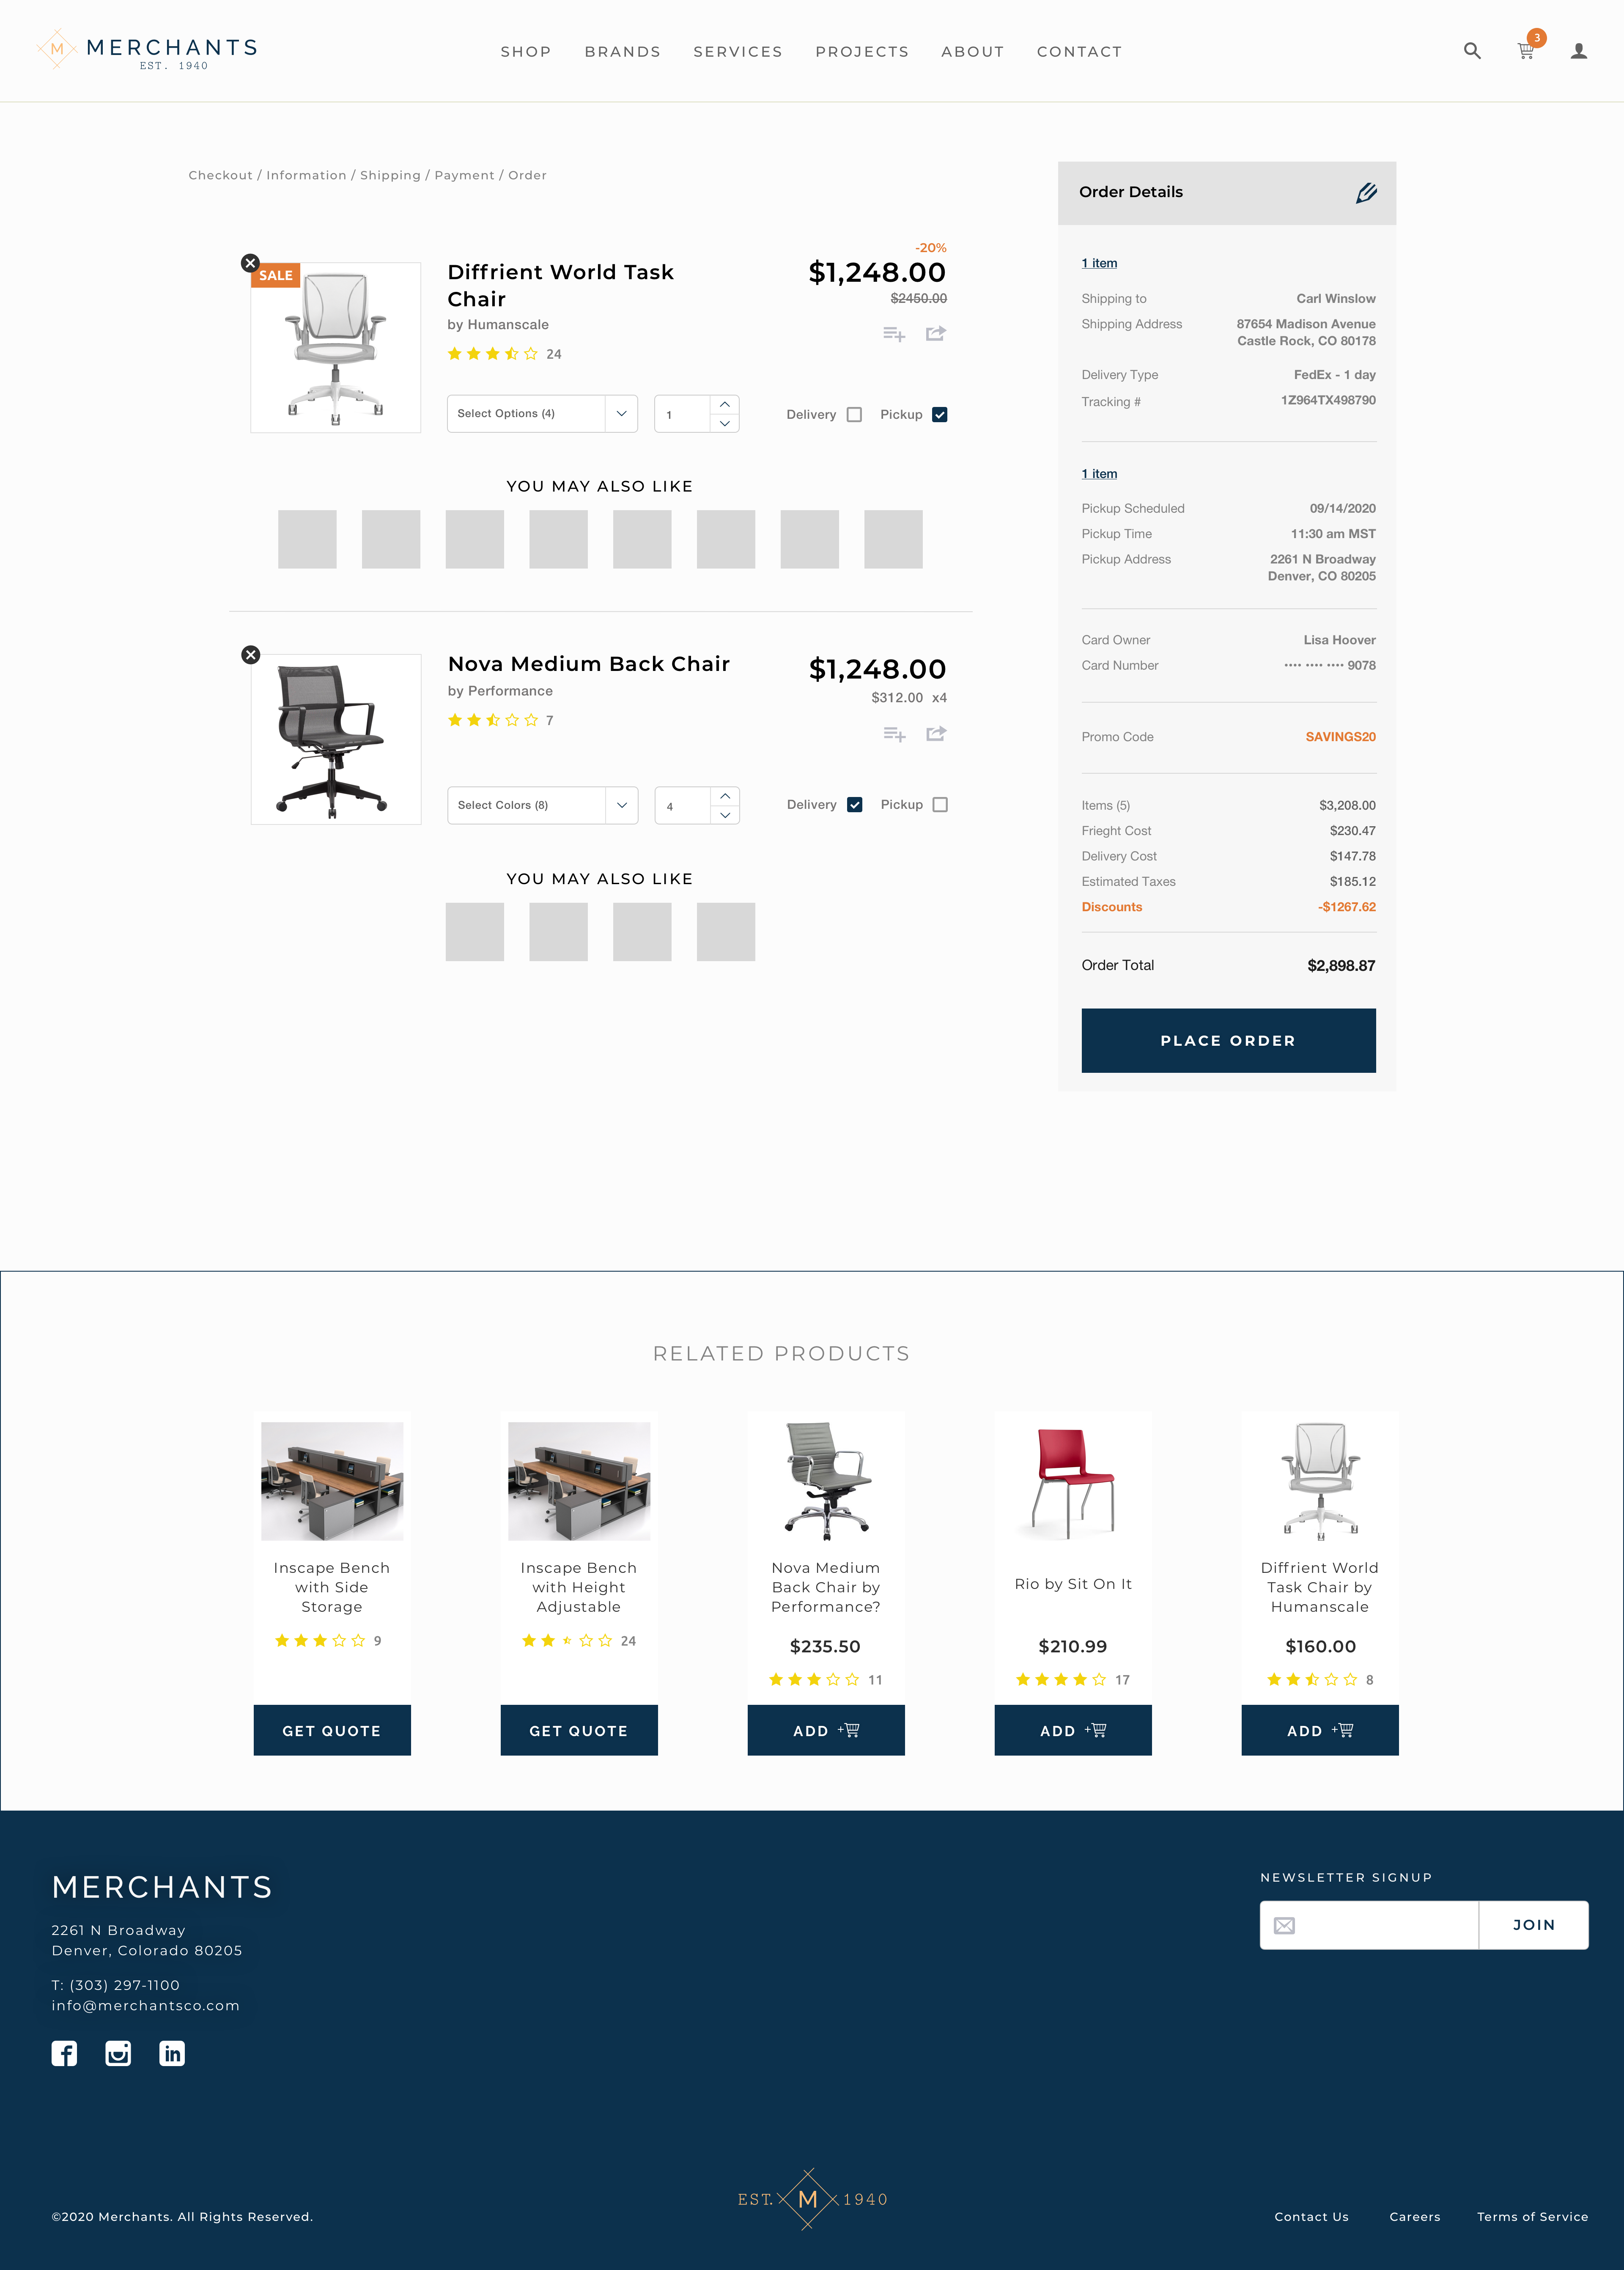 M MERCHANTS
EST. 1940
SHOP BRANDS SERVICES PROJECTS ABOUT CONTACT
3
Checkout / Information / Shipping / Payment / Order
SALE
Diffrient World Task
Chair
by Humanscale
24
-20%
$1,248.00
$2450.00
Select Options (4)
1
Delivery Pickup
YOU MAY ALSO LIKE
Nova Medium Back Chair
by Performance
7
$1,248.00
$312.00 x4
Select Colors (8)
4
Delivery Pickup
YOU MAY ALSO LIKE
Order Details
1 item
Shipping to Carl Winslow
Shipping Address 87654 Madison Avenue
Castle Rock, CO 80178
Delivery Type FedEx - 1 day
Tracking # 1Z964TX498790
1 item
Pickup Scheduled 09/14/2020
Pickup Time 11:30 am MST
Pickup Address 2261 N Broadway
Denver, CO 80205
Card Owner Lisa Hoover
Card Number •••• •••• •••• 9078
Promo Code SAVINGS20
Items (5) $3,208.00
Frieght Cost $230.47
Delivery Cost $147.78
Estimated Taxes $185.12
Discounts -$1267.62
Order Total $2,898.87
PLACE ORDER
RELATED PRODUCTS
Inscape Bench
with Side
Storage
9
GET QUOTE
Inscape Bench
with Height
Adjustable
24
GET QUOTE
Nova Medium
Back Chair by
Performance?
$235.50
11
ADD
Rio by Sit On It
$210.99
17
ADD
Diffrient World
Task Chair by
Humanscale
$160.00
8
ADD
MERCHANTS
2261 N Broadway
Denver, Colorado 80205
T: (303) 297-1100
info@merchantsco.com
NEWSLETTER SIGNUP
JOIN
EST. M 1940
©2020 Merchants. All Rights Reserved.
Contact Us Careers Terms of Service